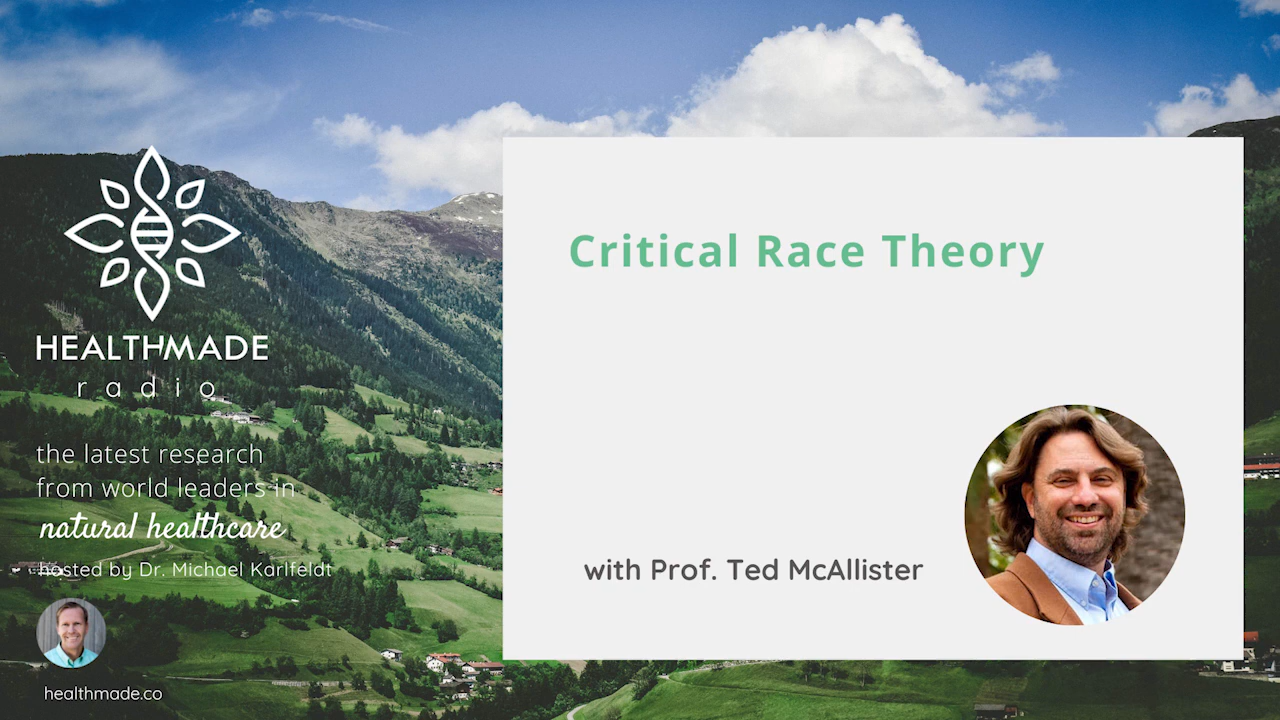 HEALTHMADE
radio
the latest research
from world leaders in
natural healthcare
hosted by Dr. Michael Karlfeldt
healthmade.co
Critical Race Theory
with Prof. Ted McAllister